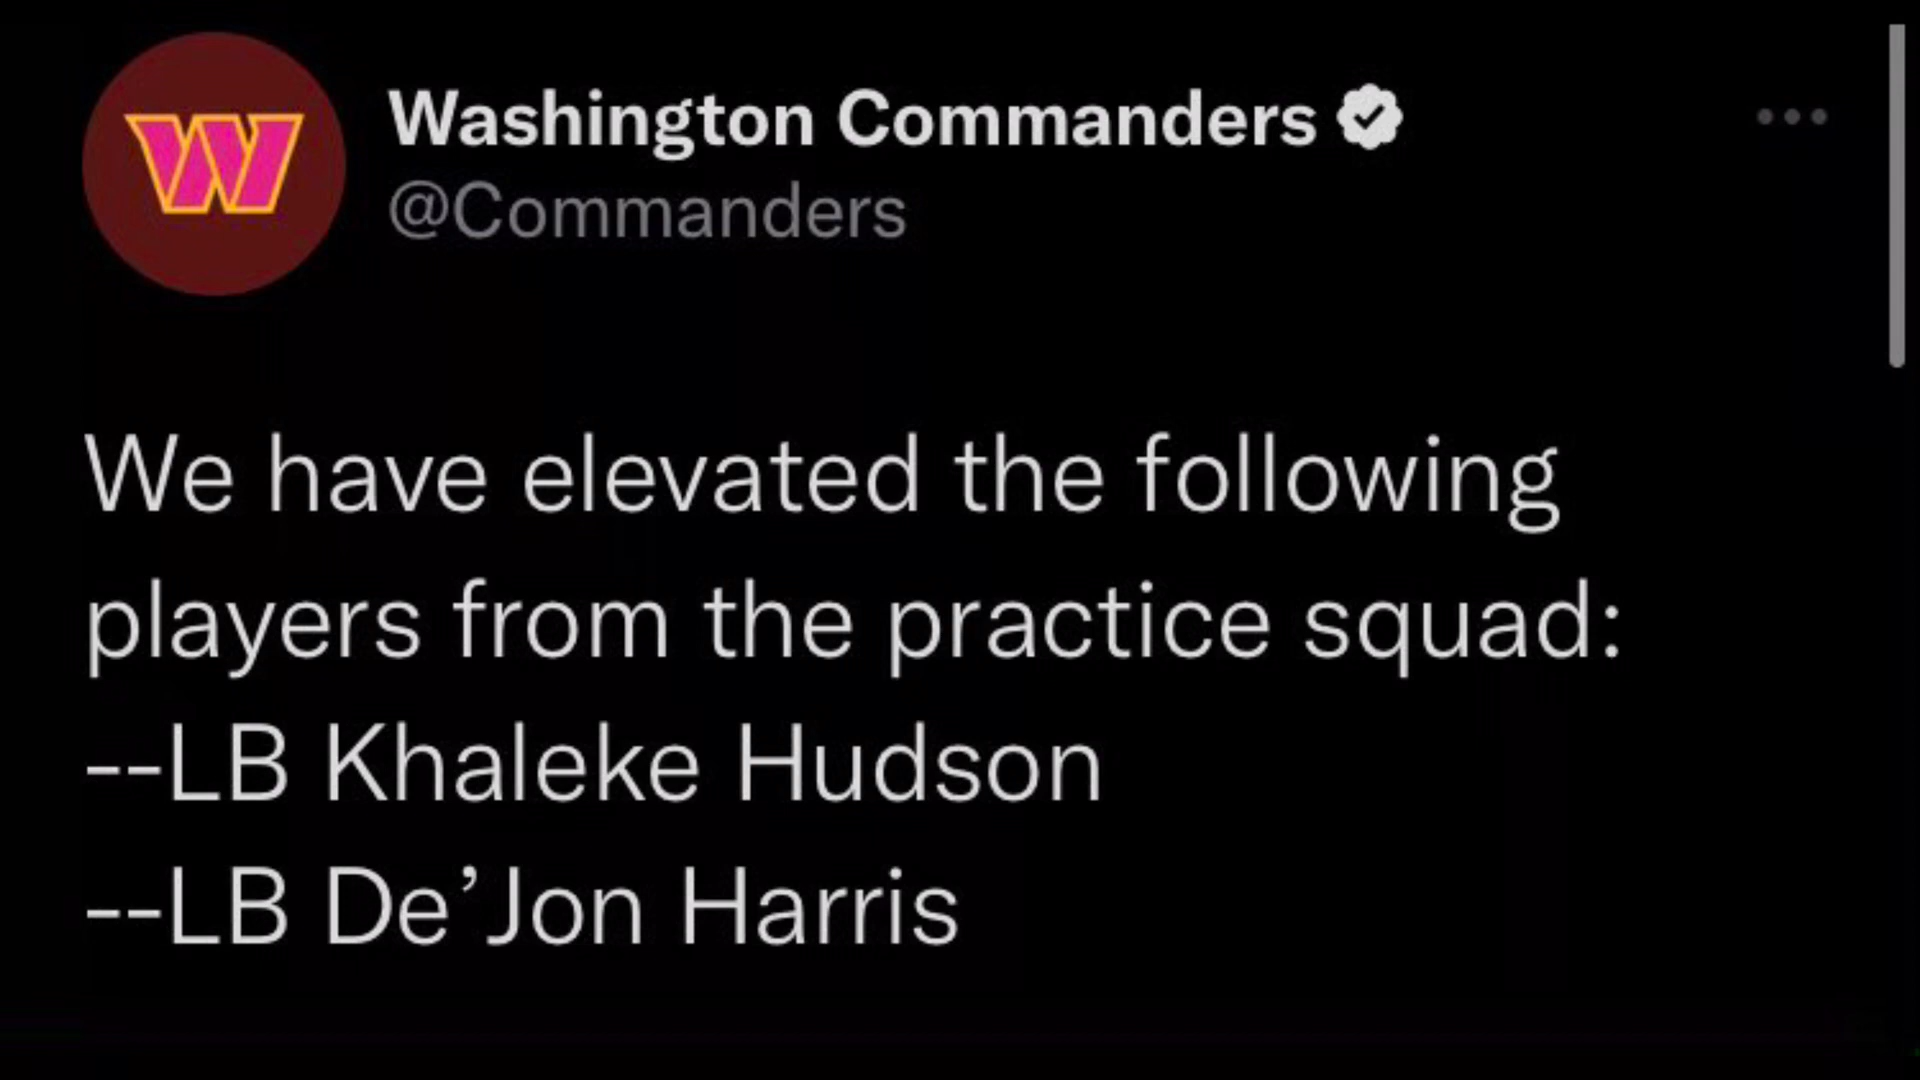 W
Washington Commanders
@Commanders
We have elevated the following
players from the practice squad:
--LB Khaleke Hudson
--LB De’Jon Harris